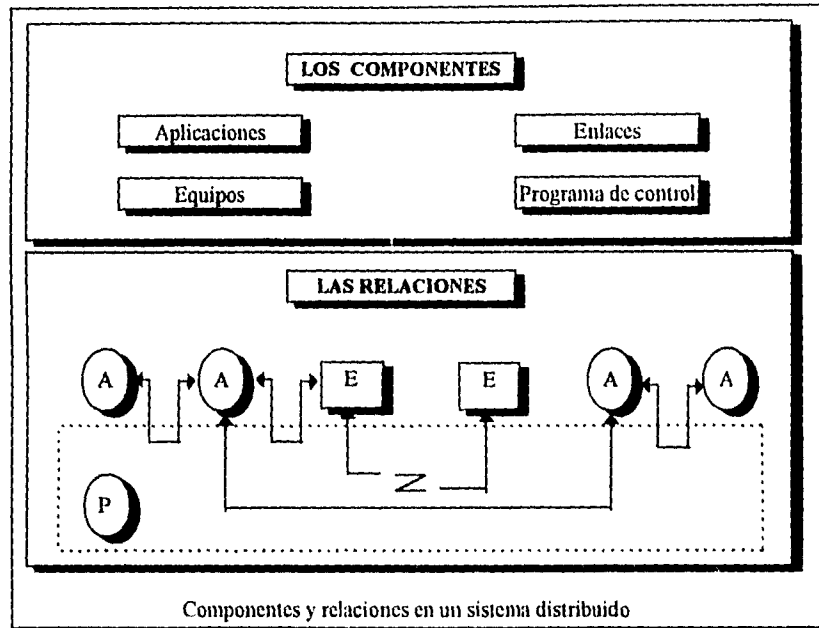 LOS COMPONENTES
Aplicaciones
Enlaces
Equipos
Programa de control
LAS RELACIONES
A A E E A A
P
Componentes y relaciones en un sistema distribuido